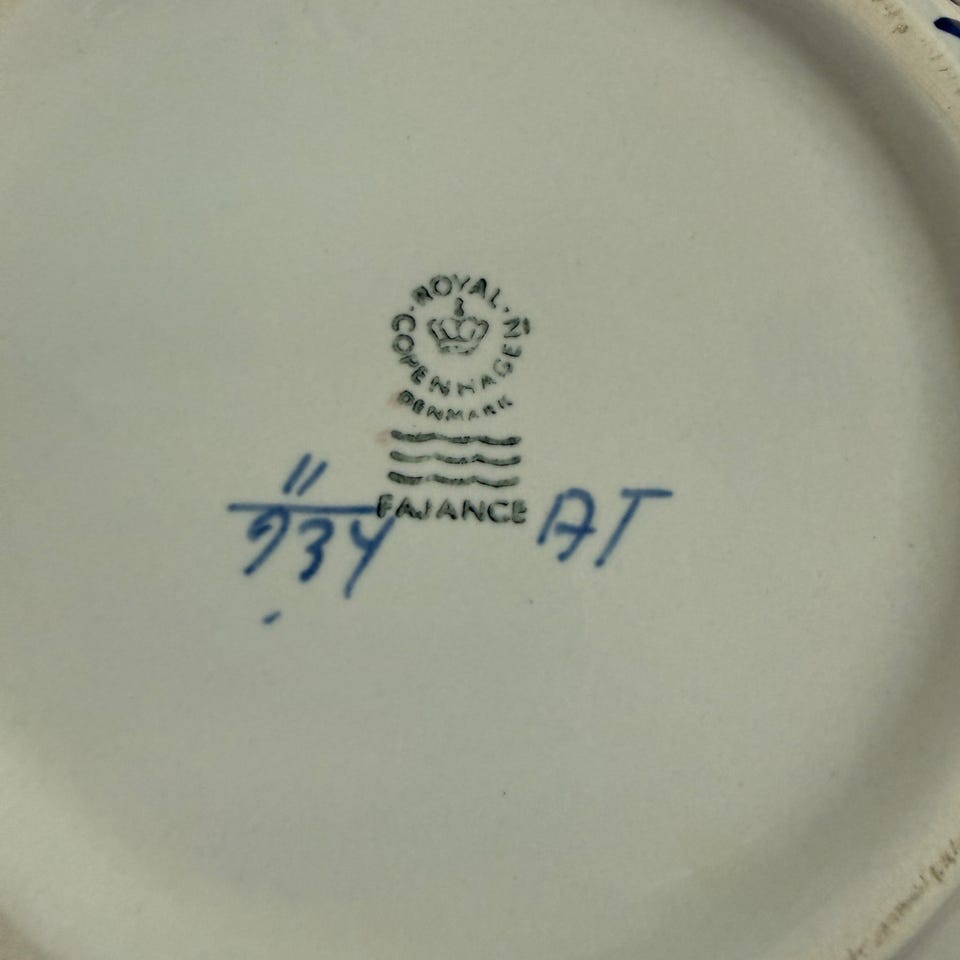 ROYAL
COPENHAGEN
DENMARK
FAJANCE
11
934
AT